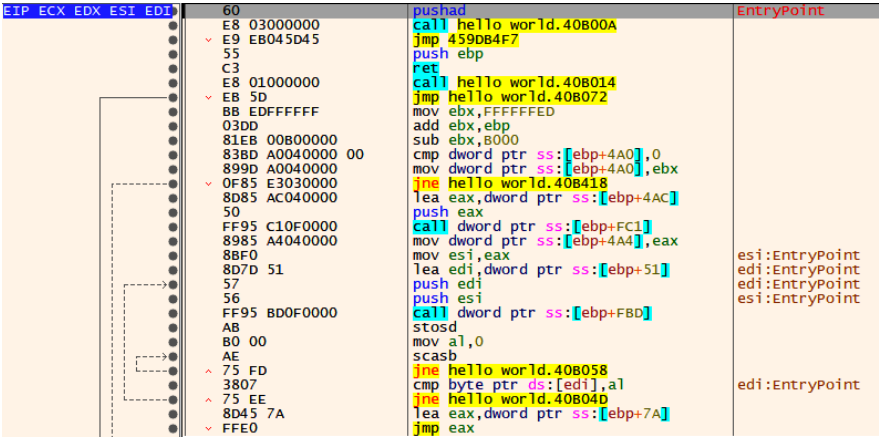 EIP ECX EDX ESI EDI 60 pushad EntryPoint
E8 03000000 call hello world.40B00A
E9 EB045D45 jmp 459DB4F7
55 push ebp
C3 ret
E8 01000000 call hello world.40B014
EB 5D jmp hello world.40B072
BB EDFFFFFF mov ebx,FFFFFFED
03DD add ebx,ebp
81EB 00B00000 sub ebx,B000
83BD A0040000 00 cmp dword ptr ss:[ebp+4A0],0
899D A0040000 mov dword ptr ss:[ebp+4A0],ebx
0F85 E3030000 jne hello world.40B418
8D85 AC040000 lea eax,dword ptr ss:[ebp+4AC]
50 push eax
FF95 C10F0000 call dword ptr ss:[ebp+FC1]
8985 A4040000 mov dword ptr ss:[ebp+4A4],eax
8BF0 mov esi,eax esi:EntryPoint
8D7D 51 lea edi,dword ptr ss:[ebp+51] edi:EntryPoint
57 push edi edi:EntryPoint
56 push esi esi:EntryPoint
FF95 BD0F0000 call dword ptr ss:[ebp+FBD]
AB stosd
B0 00 mov al,0
AE scasb
75 FD jne hello world.40B058
3807 cmp byte ptr ds:[edi],al edi:EntryPoint
75 EE jne hello world.40B04D
8D45 7A lea eax,dword ptr ss:[ebp+7A]
FFE0 jmp eax